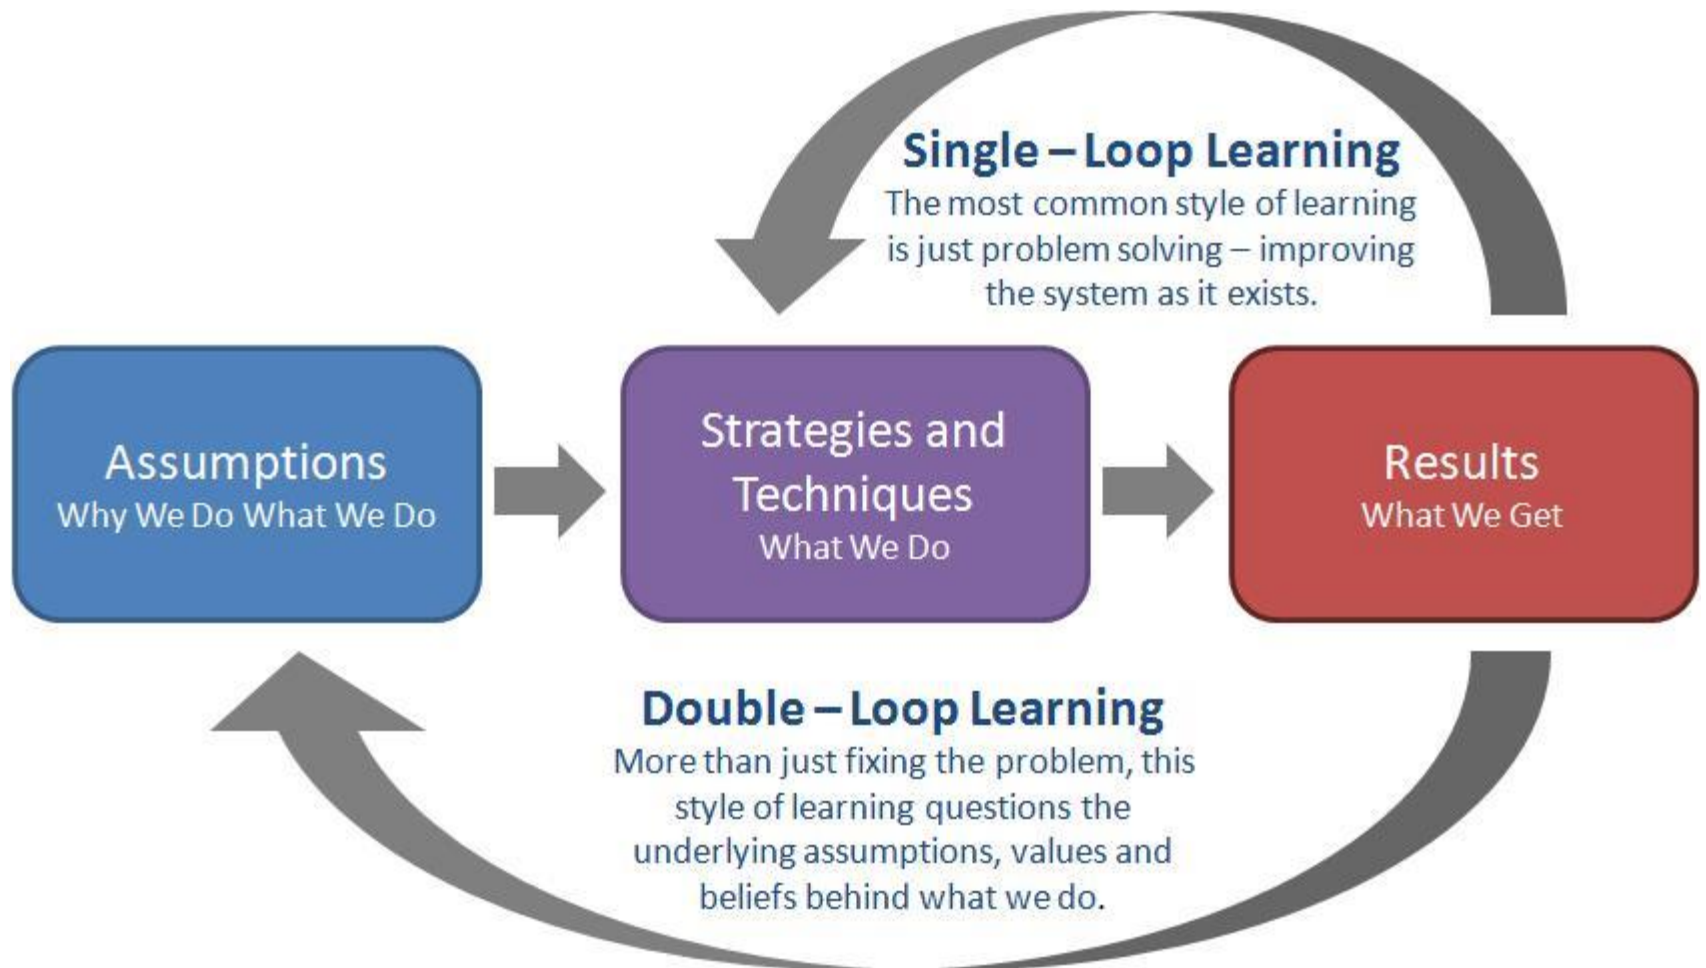 Single – Loop Learning
The most common style of learning
is just problem solving – improving
the system as it exists.
Assumptions
Why We Do What We Do
Strategies and
Techniques
What We Do
Results
What We Get
Double – Loop Learning
More than just fixing the problem, this
style of learning questions the
underlying assumptions, values and
beliefs behind what we do.